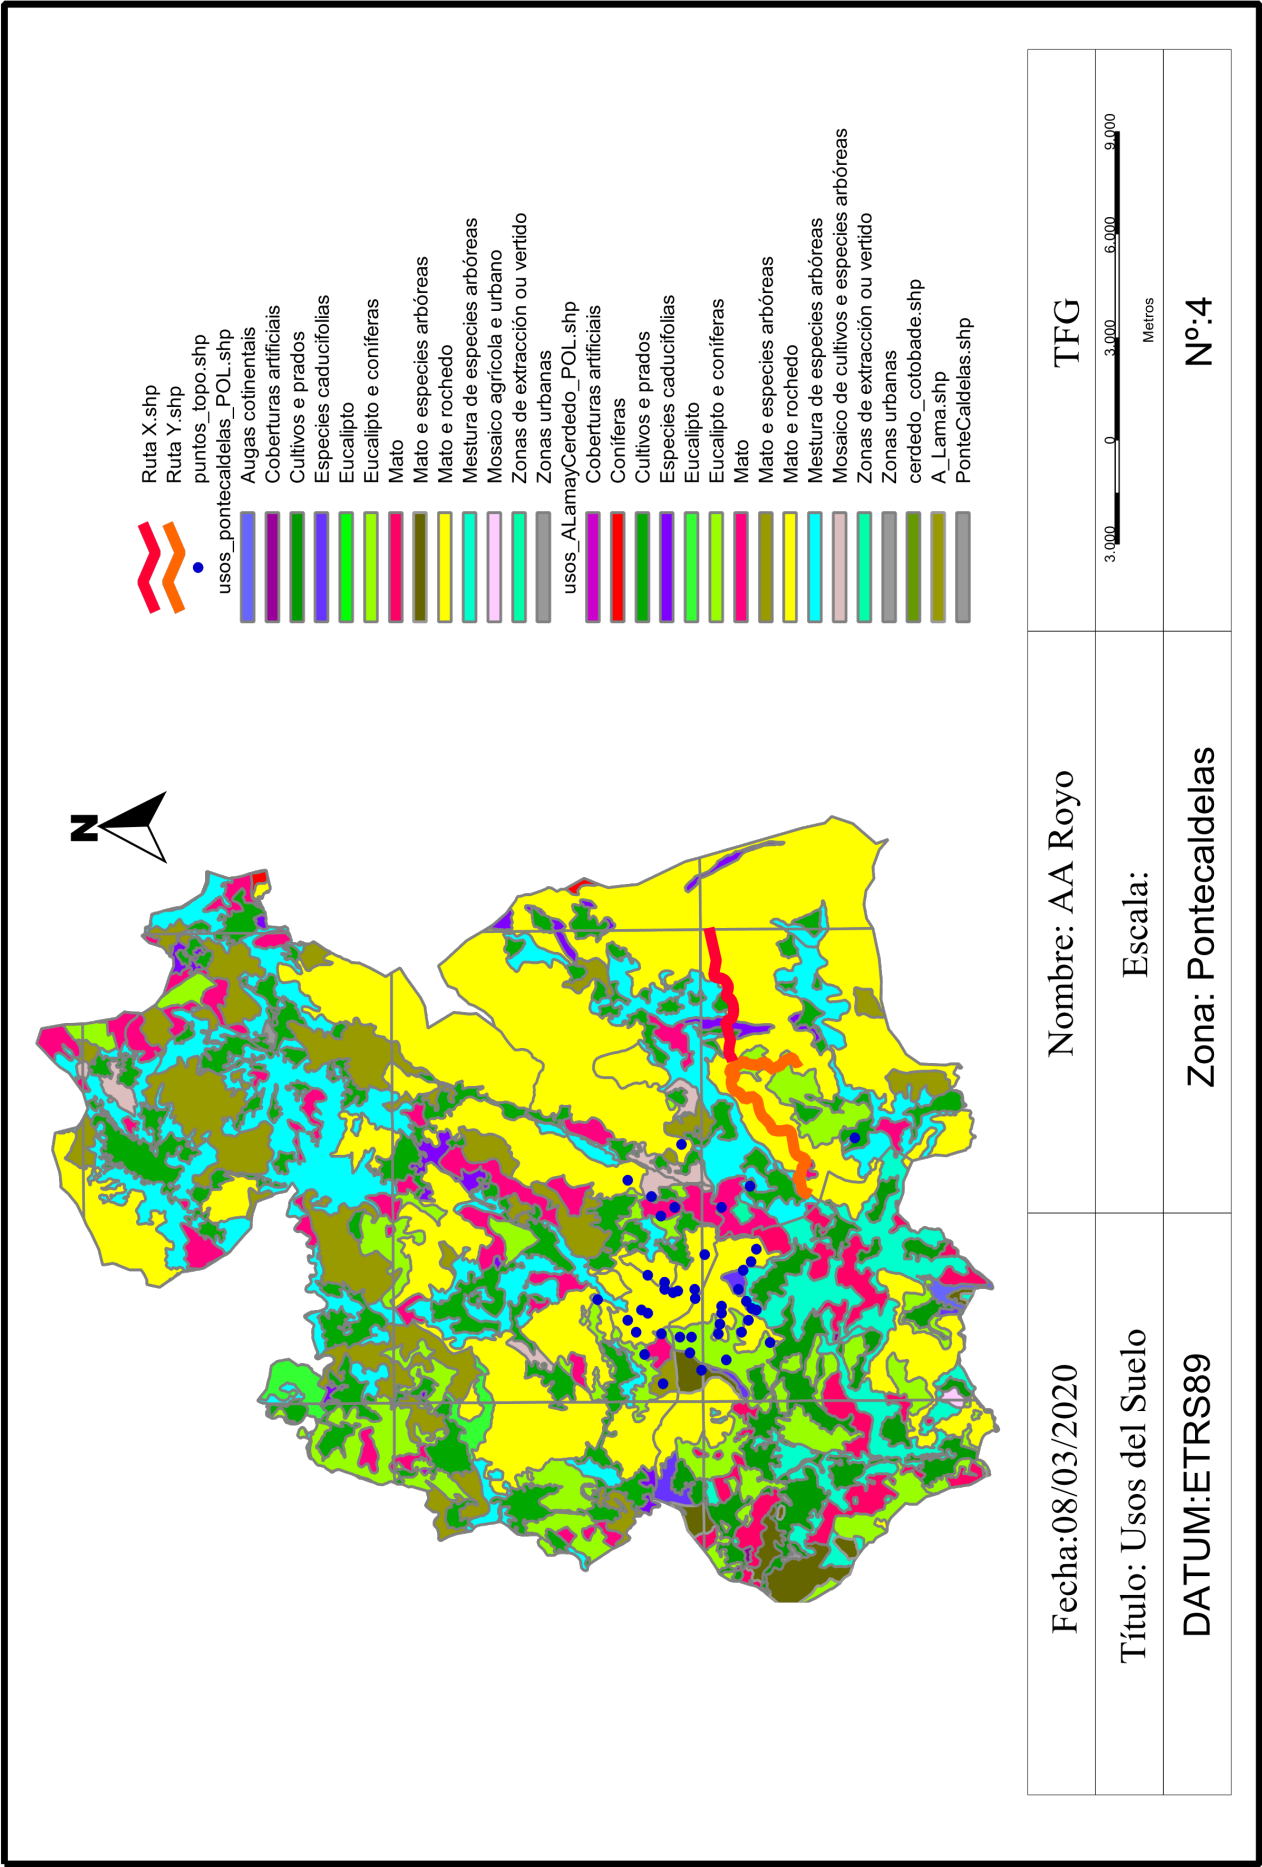 N
Ruta X.shp
Ruta Y.shp
puntos_topo.shp
usos_pontecaldelas_POL.shp
Augas cotinentais
Coberturas artificiais
Cultivos e prados
Especies caducifolias
Eucalipto
Eucalipto e coníferas
Mato
Mato e especies arbóreas
Mato e rochedo
Mestura de especies arbóreas
Mosaico agrícola e urbano
Zonas de extracción ou vertido
Zonas urbanas
usos_ALamayCerdedo_POL.shp
Coberturas artificiais
Coníferas
Cultivos e prados
Especies caducifolias
Eucalipto
Eucalipto e coníferas
Mato
Mato e especies arbóreas
Mato e rochedo
Mestura de especies arbóreas
Mosaico de cultivos e especies arbóreas
Zonas de extracción ou vertido
Zonas urbanas
cerdedo_cotobade.shp
A_Lama.shp
PonteCaldelas.shp
Fecha:08/03/2020
Nombre: AA Royo
TFG
Título: Usos del Suelo
Escala:
3.000 0 3.000 6.000 9.000
Metros
DATUM:ETRS89
Zona: Pontecaldelas
Nº:4